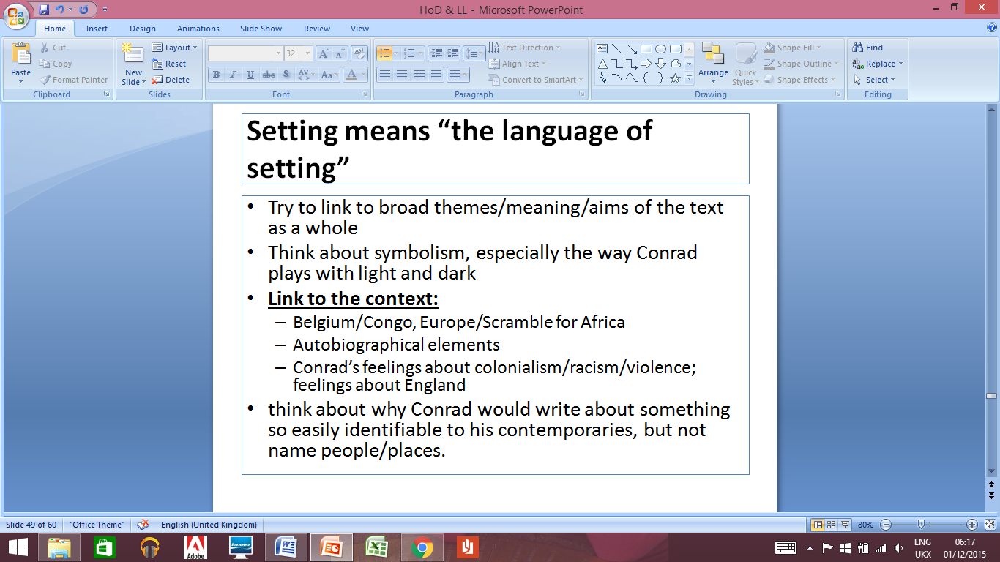 HoD & LL - Microsoft PowerPoint
Home Insert Design Animations Slide Show Review View
Paste
Cut
Copy
Format Painter
Clipboard
New Slide
Layout
Reset
Delete
Slides
32
B I U abc S AV Aa A
Font
Paragraph
Text Direction
Align Text
Convert to SmartArt
Arrange
Quick Styles
Shape Fill
Shape Outline
Shape Effects
Drawing
Find
Replace
Select
Editing
Setting means “the language of
setting”
• Try to link to broad themes/meaning/aims of the text
as a whole
• Think about symbolism, especially the way Conrad
plays with light and dark
• Link to the context:
– Belgium/Congo, Europe/Scramble for Africa
– Autobiographical elements
– Conrad’s feelings about colonialism/racism/violence;
feelings about England
• think about why Conrad would write about something
so easily identifiable to his contemporaries, but not
name people/places.
Slide 49 of 60 "Office Theme" English (United Kingdom) 80%
Adobe
lenovo
ENG 06:17
UKX 01/12/2015